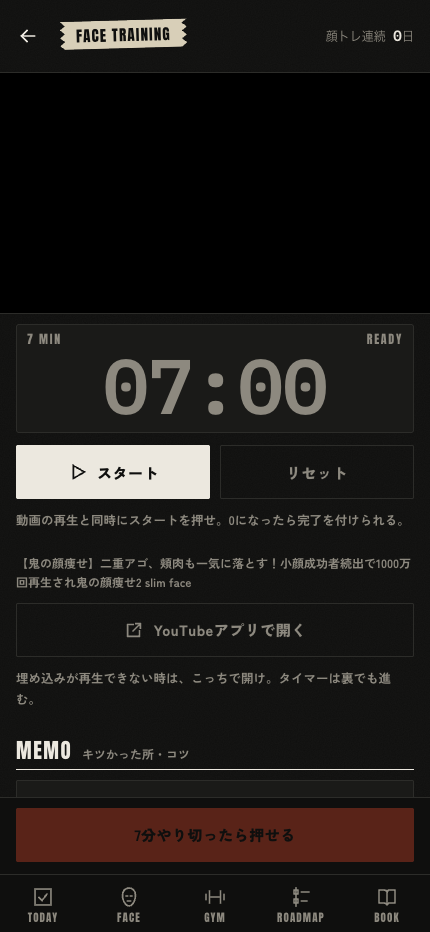 FACE TRAINING
顔トレ連続 0日
7 MIN
READY
07:00
スタート
リセット
動画の再生と同時にスタートを押せ。0になったら完了を付けられる。
【鬼の顔痩せ】二重アゴ、頬肉も一気に落とす！小顔成功者続出で1000万
回再生され鬼の顔痩せ2 slim face
YouTubeアプリで開く
埋め込みが再生できない時は、こっちで開け。タイマーは裏でも進
む。
MEMO キツかった所・コツ
7分やり切ったら押せる
TODAY
FACE
GYM
ROADMAP
BOOK